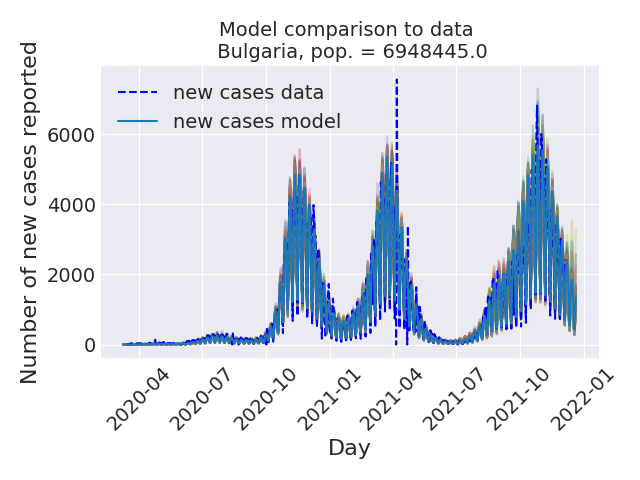 Model comparison to data
Bulgaria, pop. = 6948445.0
Number of new cases reported
6000
4000
2000
0
new cases data
new cases model
2020-04
2020-07
2020-10
2021-01
2021-04
2021-07
2021-10
2022-01
Day